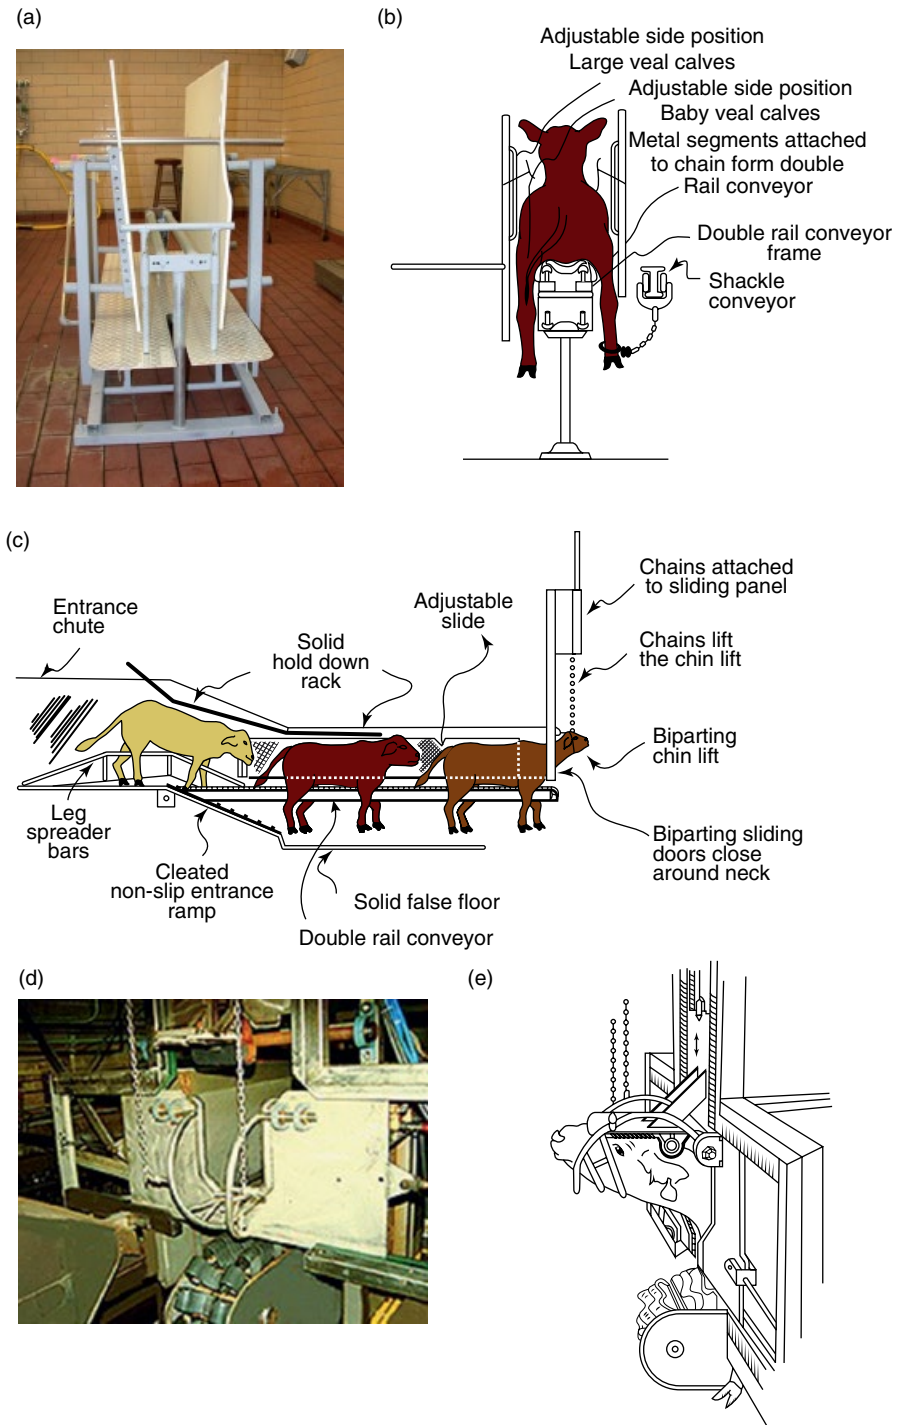 (a)
(b)
Adjustable side position
Large veal calves
Adjustable side position
Baby veal calves
Metal segments attached
to chain form double
Rail conveyor
Double rail conveyor
frame
Shackle
conveyor
(c)
Entrance
chute
Solid
hold down
rack
Adjustable
slide
Chains attached
to sliding panel
Chains lift
the chin lift
Biparting
chin lift
Biparting sliding
doors close
around neck
Leg
spreader
bars
Cleated
non-slip entrance
ramp
Solid false floor
Double rail conveyor
(d)
(e)